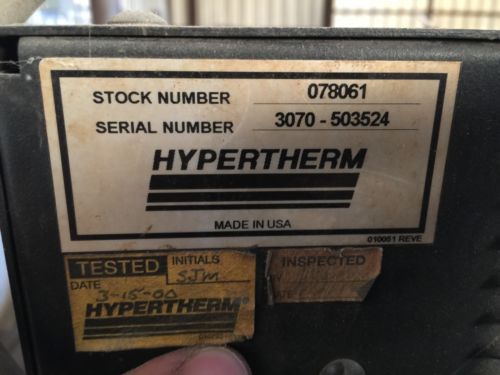 STOCK NUMBER 078061
SERIAL NUMBER 3070 - 503524
HYPERTHERM
MADE IN USA
010051 REVE
TESTED INITIALS
SJM
DATE
3-15-00
HYPERTHERM®
INSPECTED